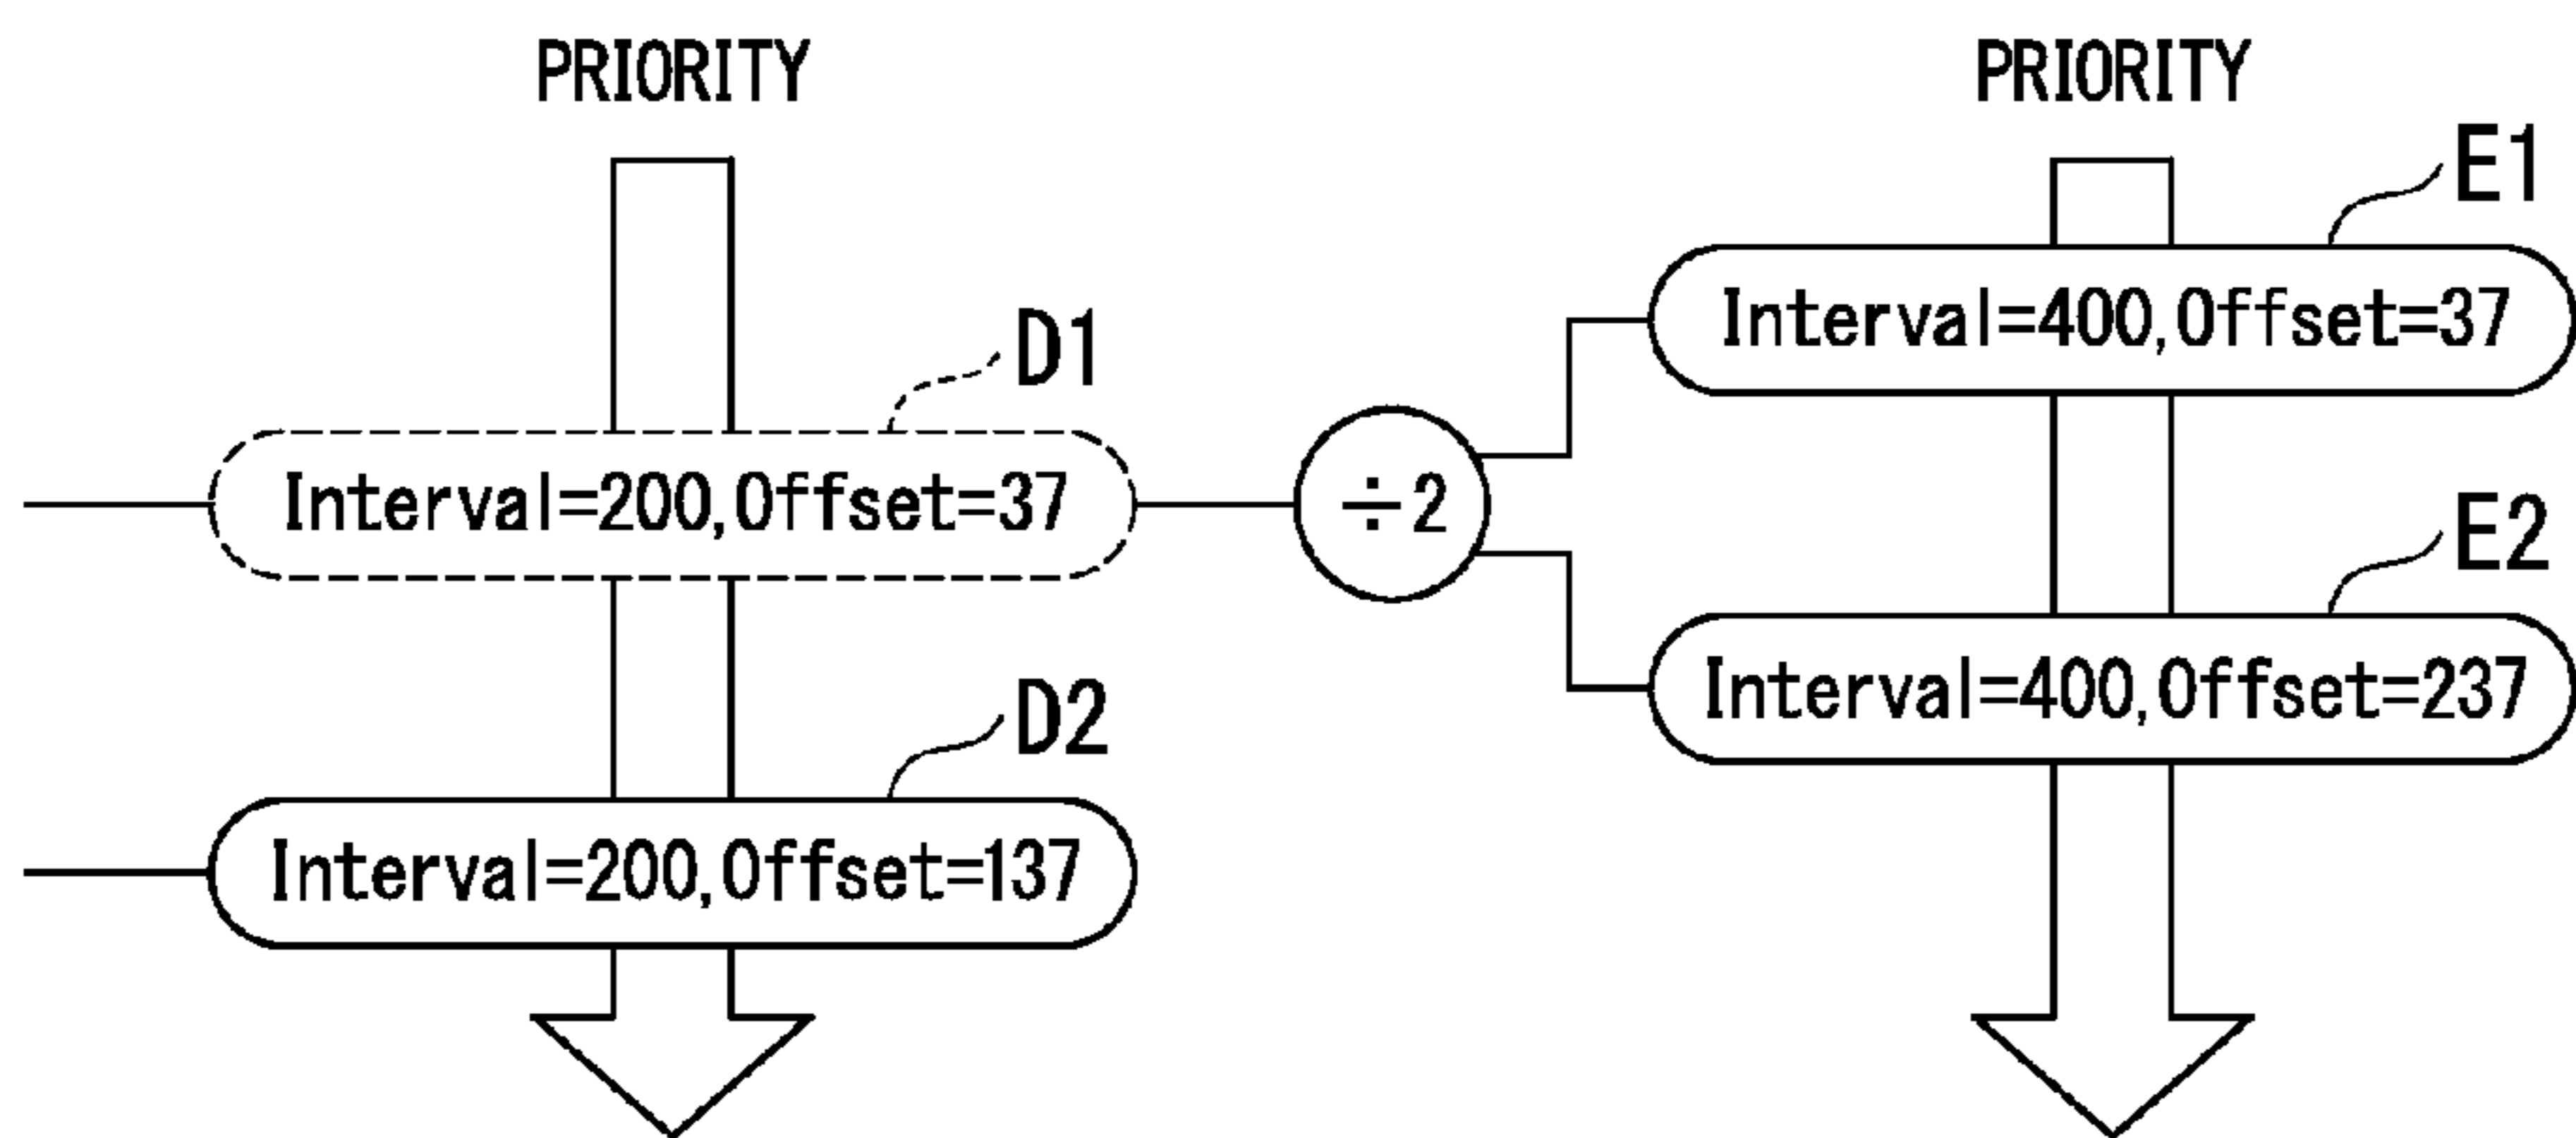 PRIORITY
D1
Interval=200,Offset=37
D2
Interval=200,Offset=137
÷2
PRIORITY
E1
Interval=400,Offset=37
E2
Interval=400,Offset=237